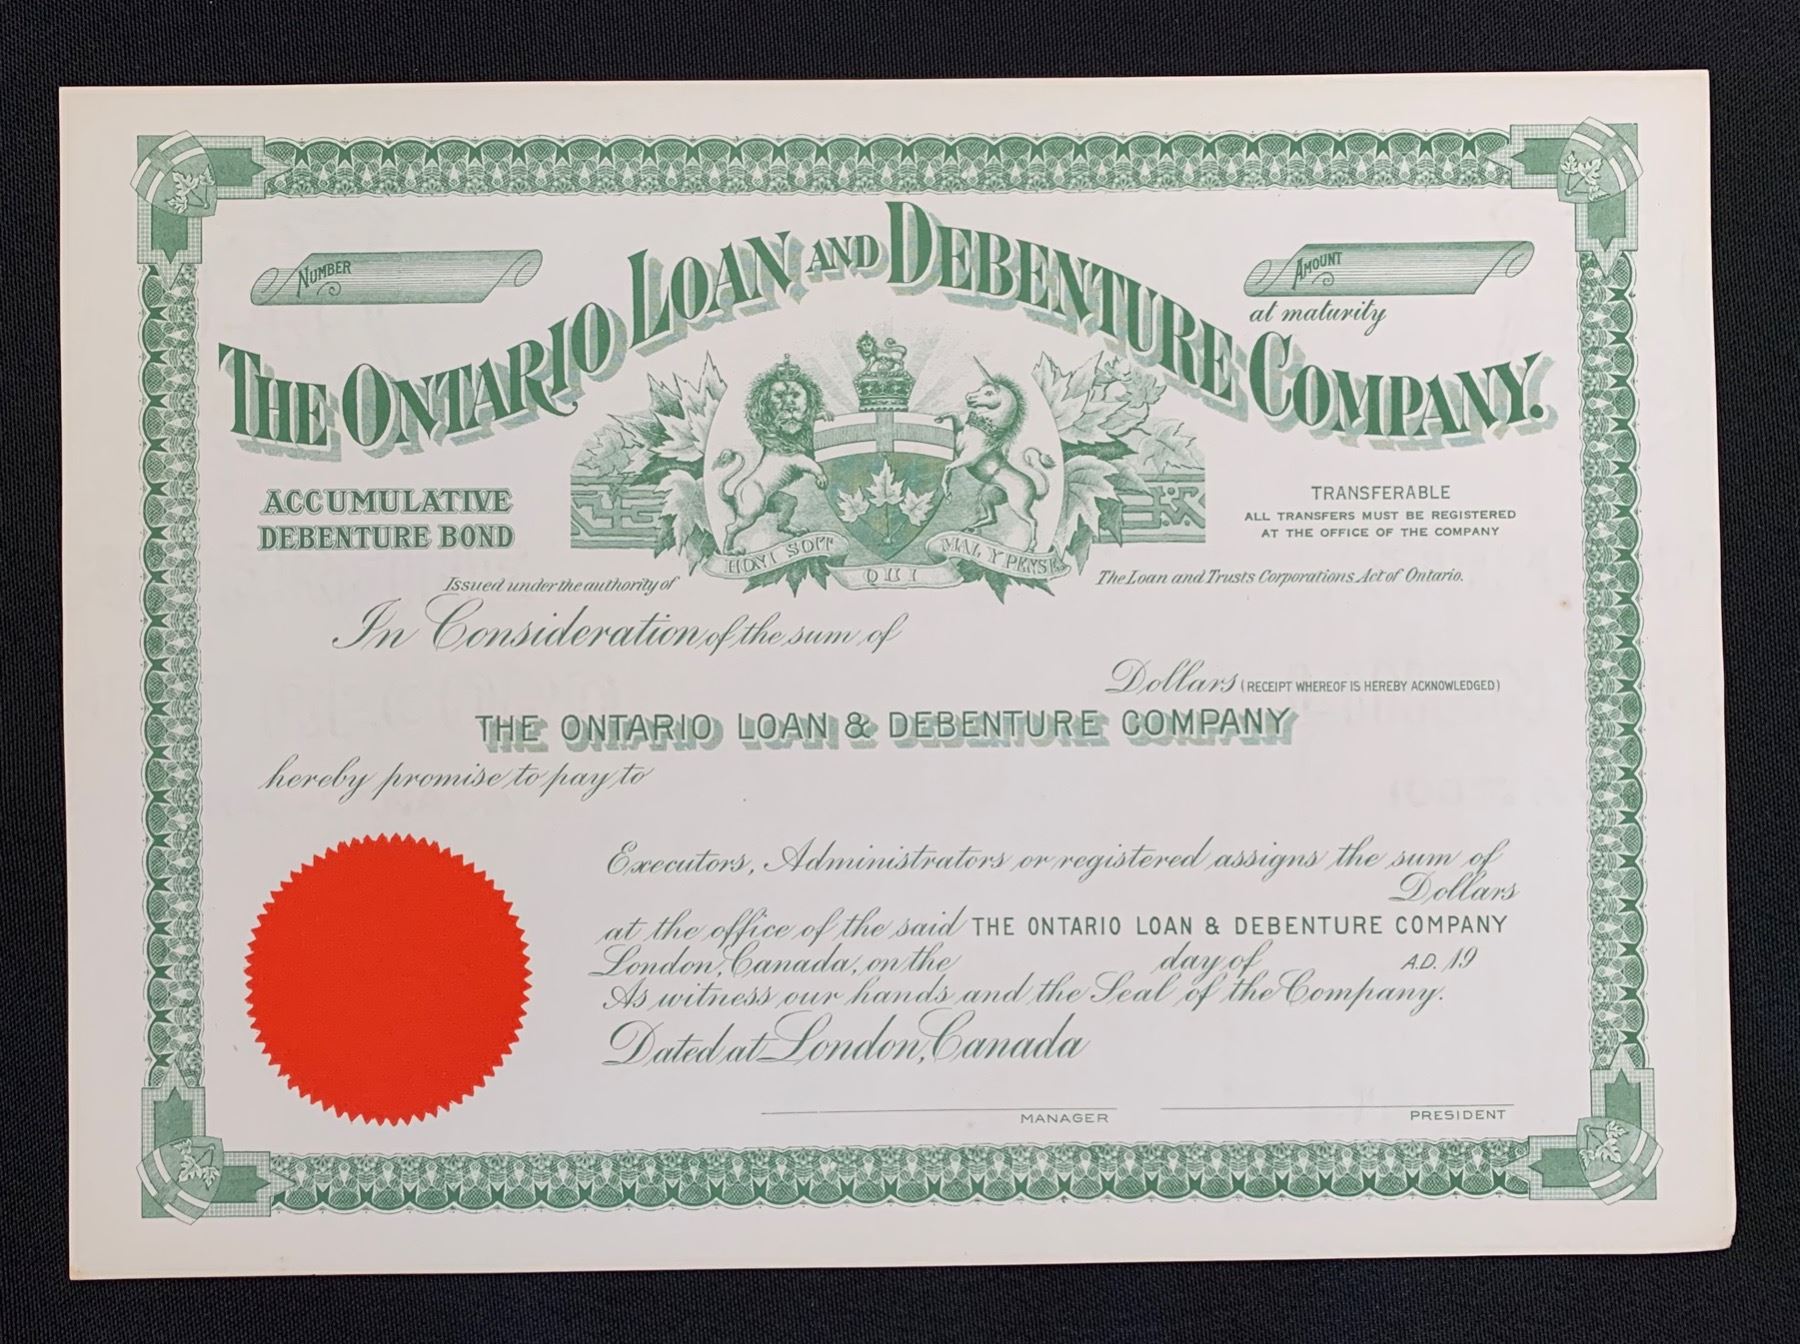 NUMBER
AMOUNT
at maturity
THE ONTARIO LOAN AND DEBENTURE COMPANY.
ACCUMULATIVE
DEBENTURE BOND
TRANSFERABLE
ALL TRANSFERS MUST BE REGISTERED
AT THE OFFICE OF THE COMPANY
HONI SOIT QUI MAL Y PENSE
Issued under the authority of The Loan and Trusts Corporations Act of Ontario.
In Consideration of the sum of
Dollars (RECEIPT WHEREOF IS HEREBY ACKNOWLEDGED)
THE ONTARIO LOAN & DEBENTURE COMPANY
hereby promise to pay to
Executors, Administrators or registered assigns the sum of
Dollars
at the office of the said THE ONTARIO LOAN & DEBENTURE COMPANY
London, Canada, on the day of A.D. 19
As witness our hands and the Seal of the Company.
Dated at London, Canada
MANAGER
PRESIDENT